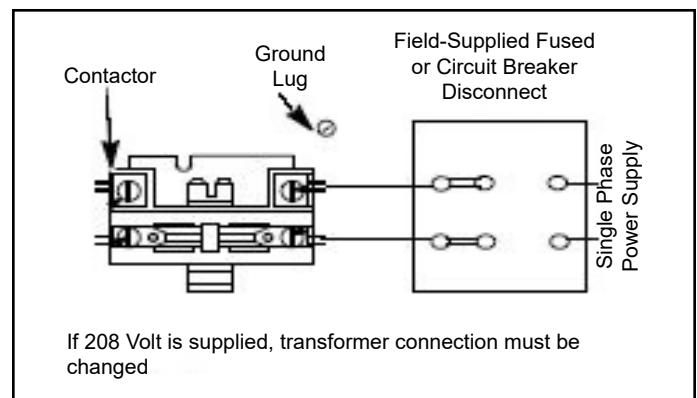 Field-Supplied Fused
or Circuit Breaker
Disconnect
Ground
Lug
Contactor
Single Phase
Power Supply
If 208 Volt is supplied, transformer connection must be
changed